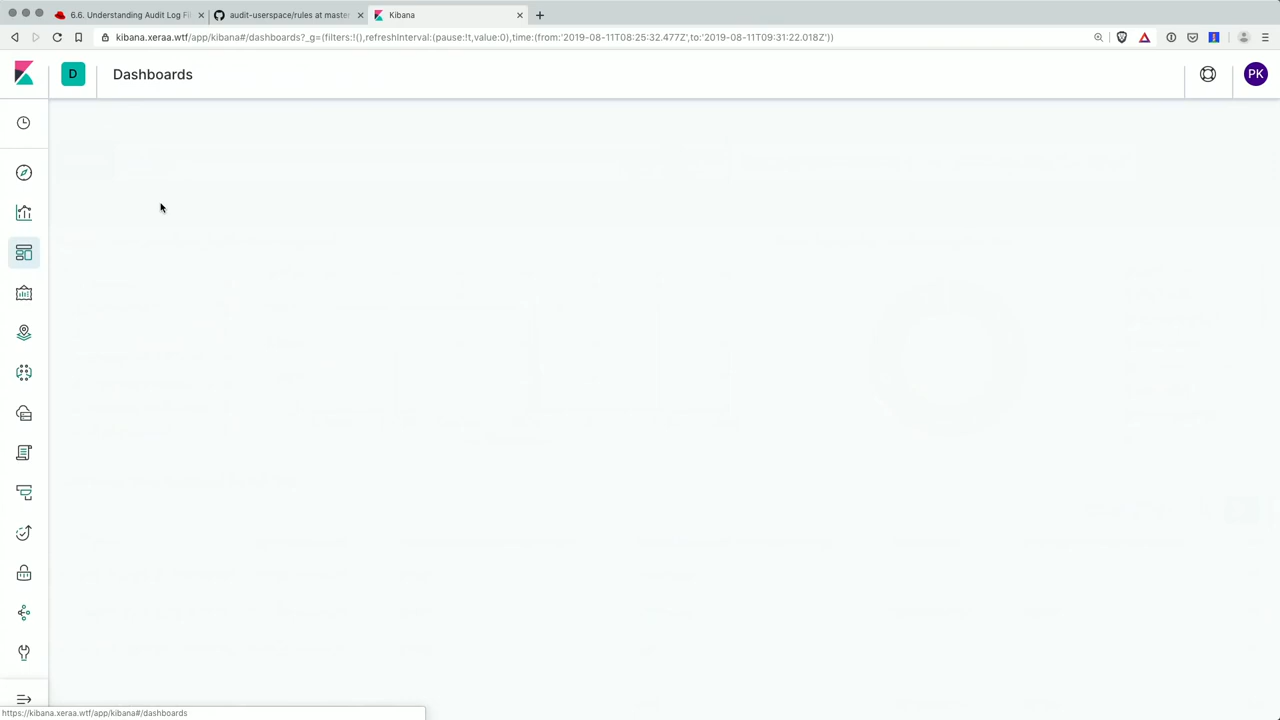 6.6. Understanding Audit Log Fi
audit-userspace/rules at master
Kibana
kibana.xeraa.wtf/app/kibana#/dashboards?_g=(filters:!(),refreshInterval:(pause:!t,value:0),time:(from:'2019-08-11T08:25:32.477Z',to:'2019-08-11T09:31:22.018Z'))
D
Dashboards
PK
https://kibana.xeraa.wtf/app/kibana#/dashboards